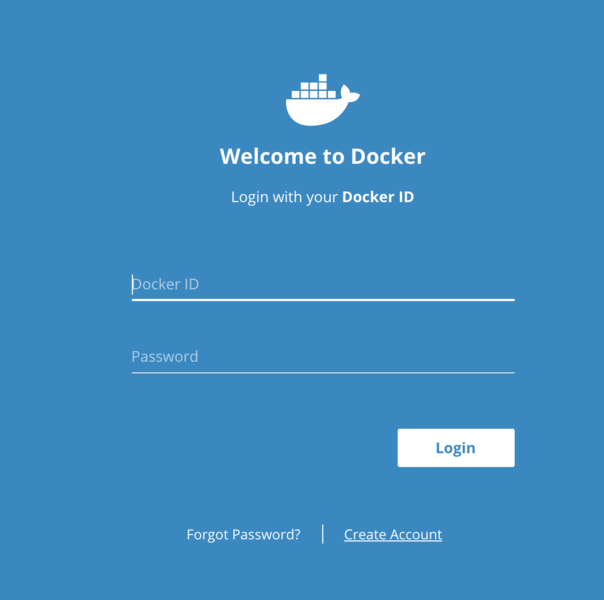 Welcome to Docker
Login with your Docker ID
Docker ID
Password
Login
Forgot Password? | Create Account